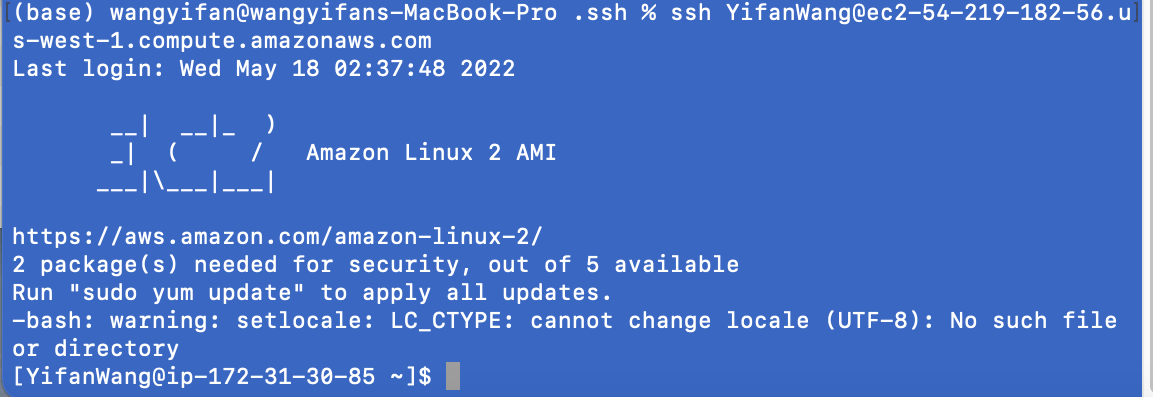 [(base) wangyifan@wangyifans-MacBook-Pro .ssh % ssh YifanWang@ec2-54-219-182-56.u]
s-west-1.compute.amazonaws.com
Last login: Wed May 18 02:37:48 2022

       __|  __|_  )
       _|  (     /   Amazon Linux 2 AMI
      ___|\___|___|

https://aws.amazon.com/amazon-linux-2/
2 package(s) needed for security, out of 5 available
Run "sudo yum update" to apply all updates.
-bash: warning: setlocale: LC_CTYPE: cannot change locale (UTF-8): No such file
or directory
[YifanWang@ip-172-31-30-85 ~]$